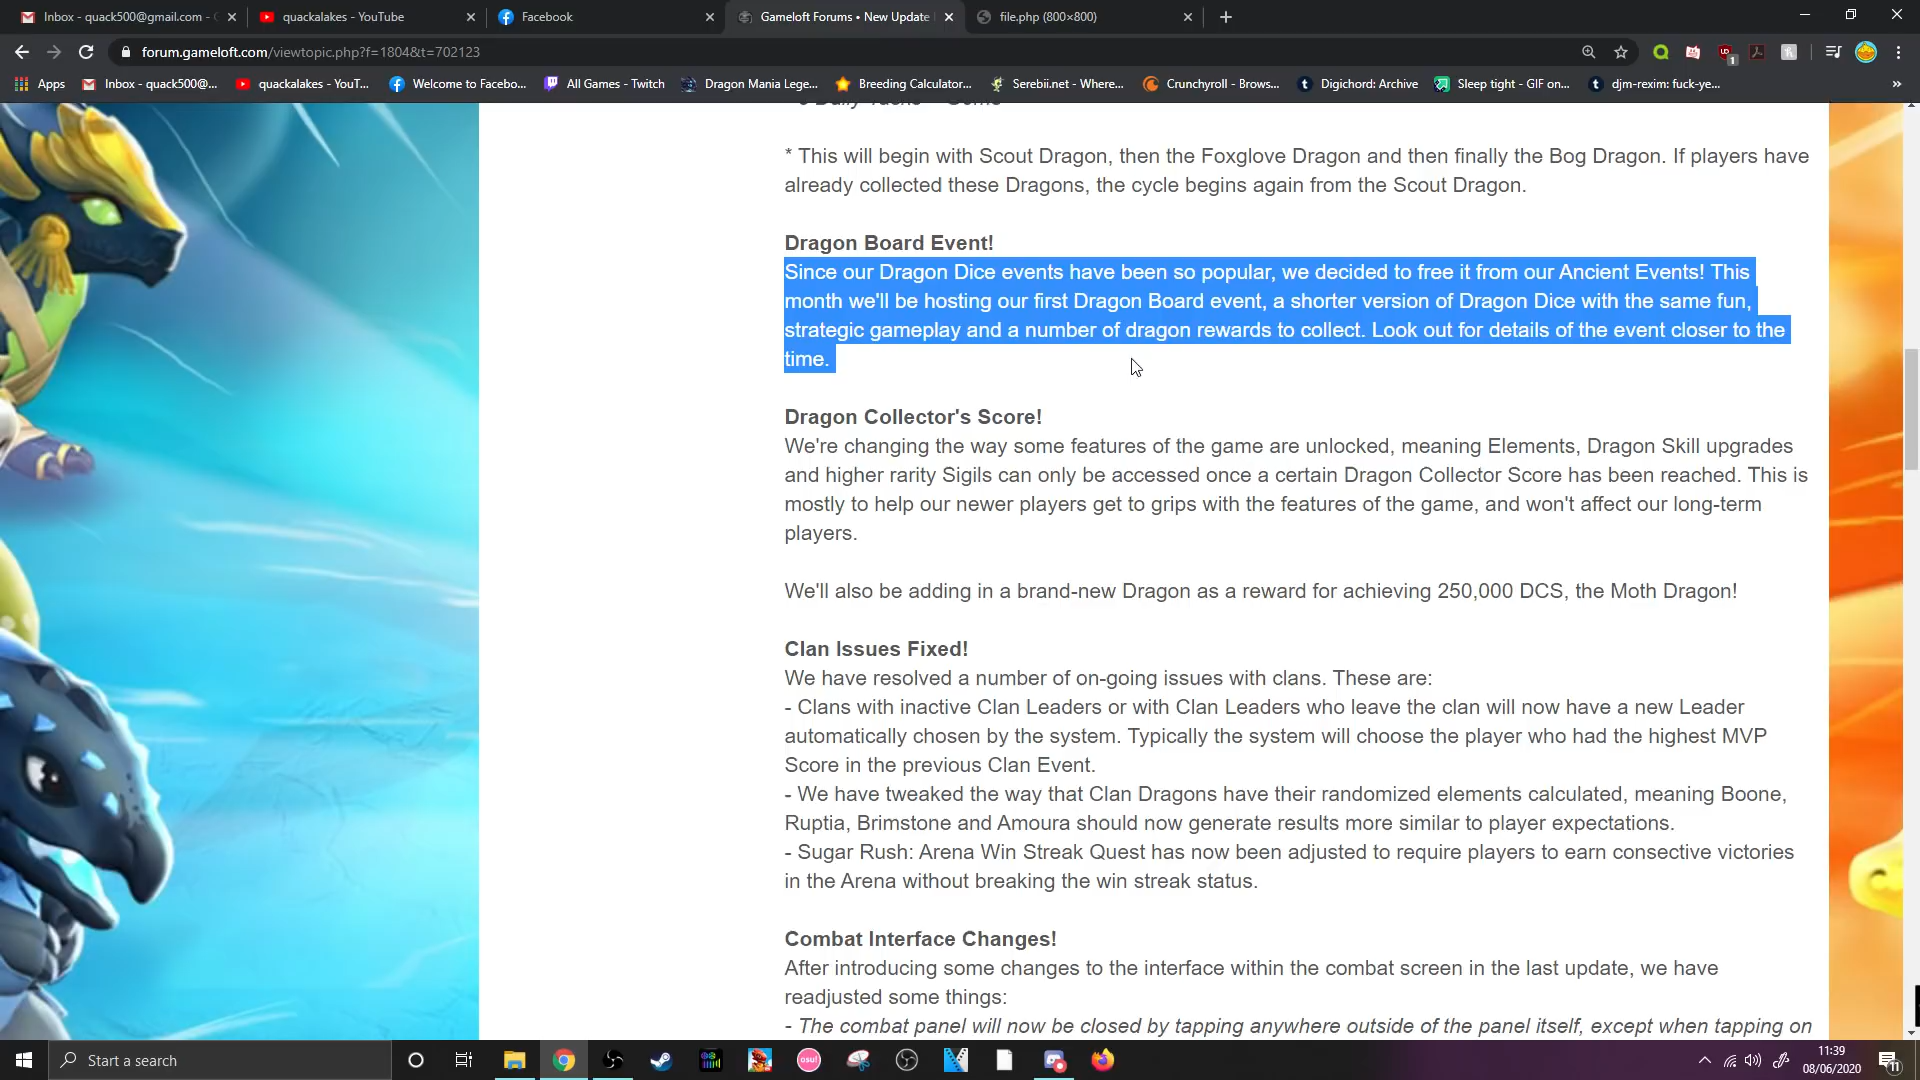 Inbox - quack500@gmail.com -
quackalakes - YouTube
Facebook
Gameloft Forums • New Update
file.php (800×800)
forum.gameloft.com/viewtopic.php?f=1804&t=702123
Apps
Inbox - quack500@...
quackalakes - YouT...
Welcome to Facebo...
All Games - Twitch
Dragon Mania Lege...
Breeding Calculator...
Serebii.net - Where...
Crunchyroll - Brows...
Digichord: Archive
Sleep tight - GIF on...
djm-rexim: fuck-ye...
»
* This will begin with Scout Dragon, then the Foxglove Dragon and then finally the Bog Dragon. If players have
already collected these Dragons, the cycle begins again from the Scout Dragon.
Dragon Board Event!
Since our Dragon Dice events have been so popular, we decided to free it from our Ancient Events! This
month we'll be hosting our first Dragon Board event, a shorter version of Dragon Dice with the same fun,
strategic gameplay and a number of dragon rewards to collect. Look out for details of the event closer to the
time.
Dragon Collector's Score!
We're changing the way some features of the game are unlocked, meaning Elements, Dragon Skill upgrades
and higher rarity Sigils can only be accessed once a certain Dragon Collector Score has been reached. This is
mostly to help our newer players get to grips with the features of the game, and won't affect our long-term
players.
We'll also be adding in a brand-new Dragon as a reward for achieving 250,000 DCS, the Moth Dragon!
Clan Issues Fixed!
We have resolved a number of on-going issues with clans. These are:
- Clans with inactive Clan Leaders or with Clan Leaders who leave the clan will now have a new Leader
automatically chosen by the system. Typically the system will choose the player who had the highest MVP
Score in the previous Clan Event.
- We have tweaked the way that Clan Dragons have their randomized elements calculated, meaning Boone,
Ruptia, Brimstone and Amoura should now generate results more similar to player expectations.
- Sugar Rush: Arena Win Streak Quest has now been adjusted to require players to earn consective victories
in the Arena without breaking the win streak status.
Combat Interface Changes!
After introducing some changes to the interface within the combat screen in the last update, we have
readjusted some things:
- The combat panel will now be closed by tapping anywhere outside of the panel itself, except when tapping on
Start a search
osu!
11:39
08/06/2020
11